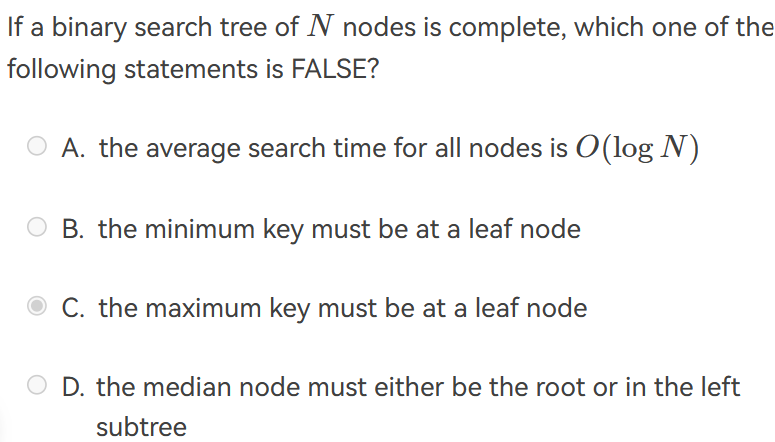 If a binary search tree of N nodes is complete, which one of the
following statements is FALSE?
A. the average search time for all nodes is O(log N)
B. the minimum key must be at a leaf node
C. the maximum key must be at a leaf node
D. the median node must either be the root or in the left
subtree